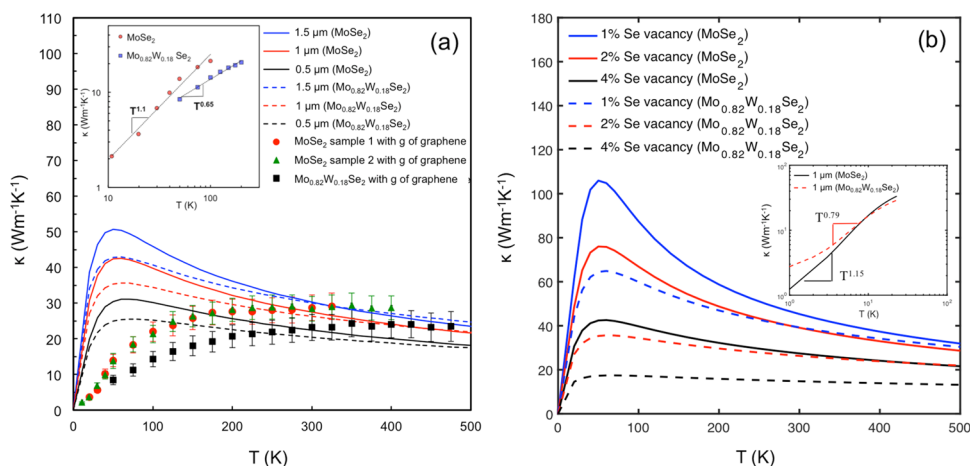 (a)
110
100
90
80
70
60
50
40
30
20
10
0
κ (Wm⁻¹K⁻¹)
0 100 200 300 400 500
T (K)
MoSe₂
Mo₀.₈₂W₀.₁₈Se₂
κ (Wm⁻¹K⁻¹)
10
1
T¹·¹
T⁰·⁶⁵
10 100
T (K)
1.5 µm (MoSe₂)
1 µm (MoSe₂)
0.5 µm (MoSe₂)
1.5 µm (Mo₀.₈₂W₀.₁₈Se₂)
1 µm (Mo₀.₈₂W₀.₁₈Se₂)
0.5 µm (Mo₀.₈₂W₀.₁₈Se₂)
MoSe₂ sample 1 with g of graphene
MoSe₂ sample 2 with g of graphene
Mo₀.₈₂W₀.₁₈Se₂ with g of graphene
(b)
180
160
140
120
100
80
60
40
20
0
κ (Wm⁻¹K⁻¹)
0 100 200 300 400 500
T (K)
1% Se vacancy (MoSe₂)
2% Se vacancy (MoSe₂)
4% Se vacancy (MoSe₂)
1% Se vacancy (Mo₀.₈₂W₀.₁₈Se₂)
2% Se vacancy (Mo₀.₈₂W₀.₁₈Se₂)
4% Se vacancy (Mo₀.₈₂W₀.₁₈Se₂)
1 µm (MoSe₂)
1 µm (Mo₀.₈₂W₀.₁₈Se₂)
κ (Wm⁻¹K⁻¹)
10²
10¹
10⁰
T⁰·⁷⁹
T¹·¹⁵
10⁰ 10¹ 10²
T (K)